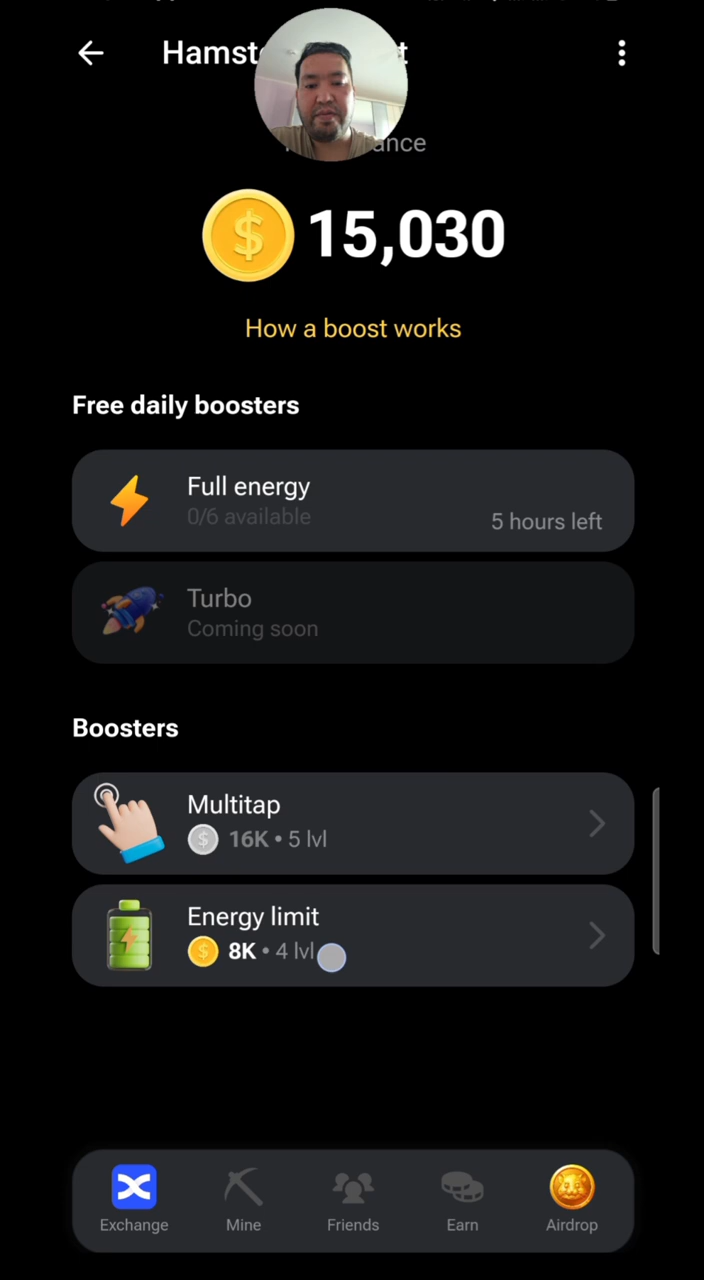 Hamst t
ance
15,030
How a boost works
Free daily boosters
Full energy
0/6 available
5 hours left
Turbo
Coming soon
Boosters
Multitap
16K • 5 lvl
Energy limit
8K • 4 lvl
Exchange
Mine
Friends
Earn
Airdrop